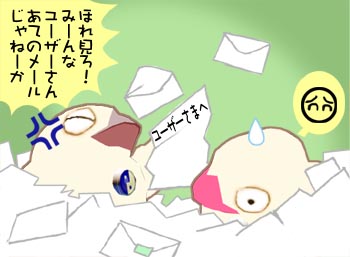 ほれ見ろ!
みーんな
ユーザーさん
あてのメール
じゃねーか
ユーザーさまへ